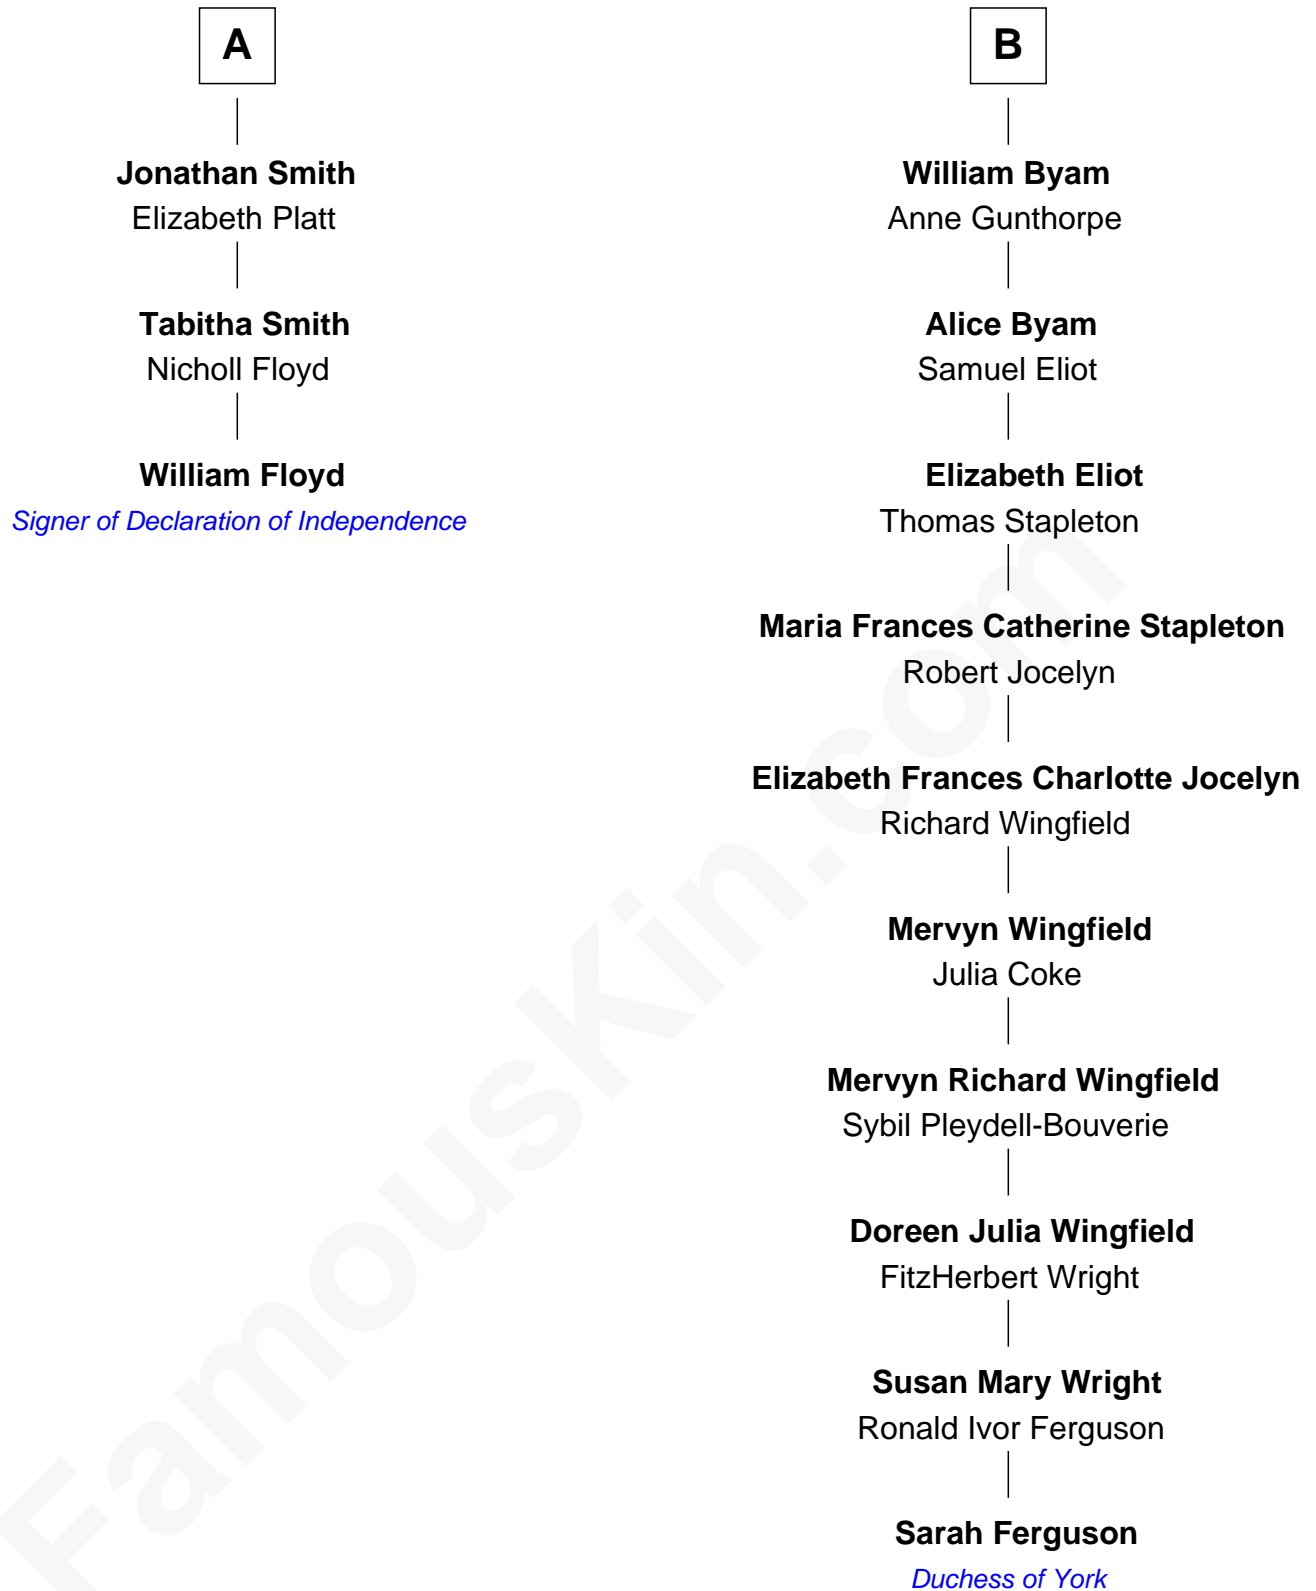 A
Jonathan Smith
Elizabeth Platt
Tabitha Smith
Nicholl Floyd
William Floyd
Signer of Declaration of Independence
B
William Byam
Anne Gunthorpe
Alice Byam
Samuel Eliot
Elizabeth Eliot
Thomas Stapleton
Maria Frances Catherine Stapleton
Robert Jocelyn
Elizabeth Frances Charlotte Jocelyn
Richard Wingfield
Mervyn Wingfield
Julia Coke
Mervyn Richard Wingfield
Sybil Pleydell-Bouverie
Doreen Julia Wingfield
FitzHerbert Wright
Susan Mary Wright
Ronald Ivor Ferguson
Sarah Ferguson
Duchess of York
FamousKin.com